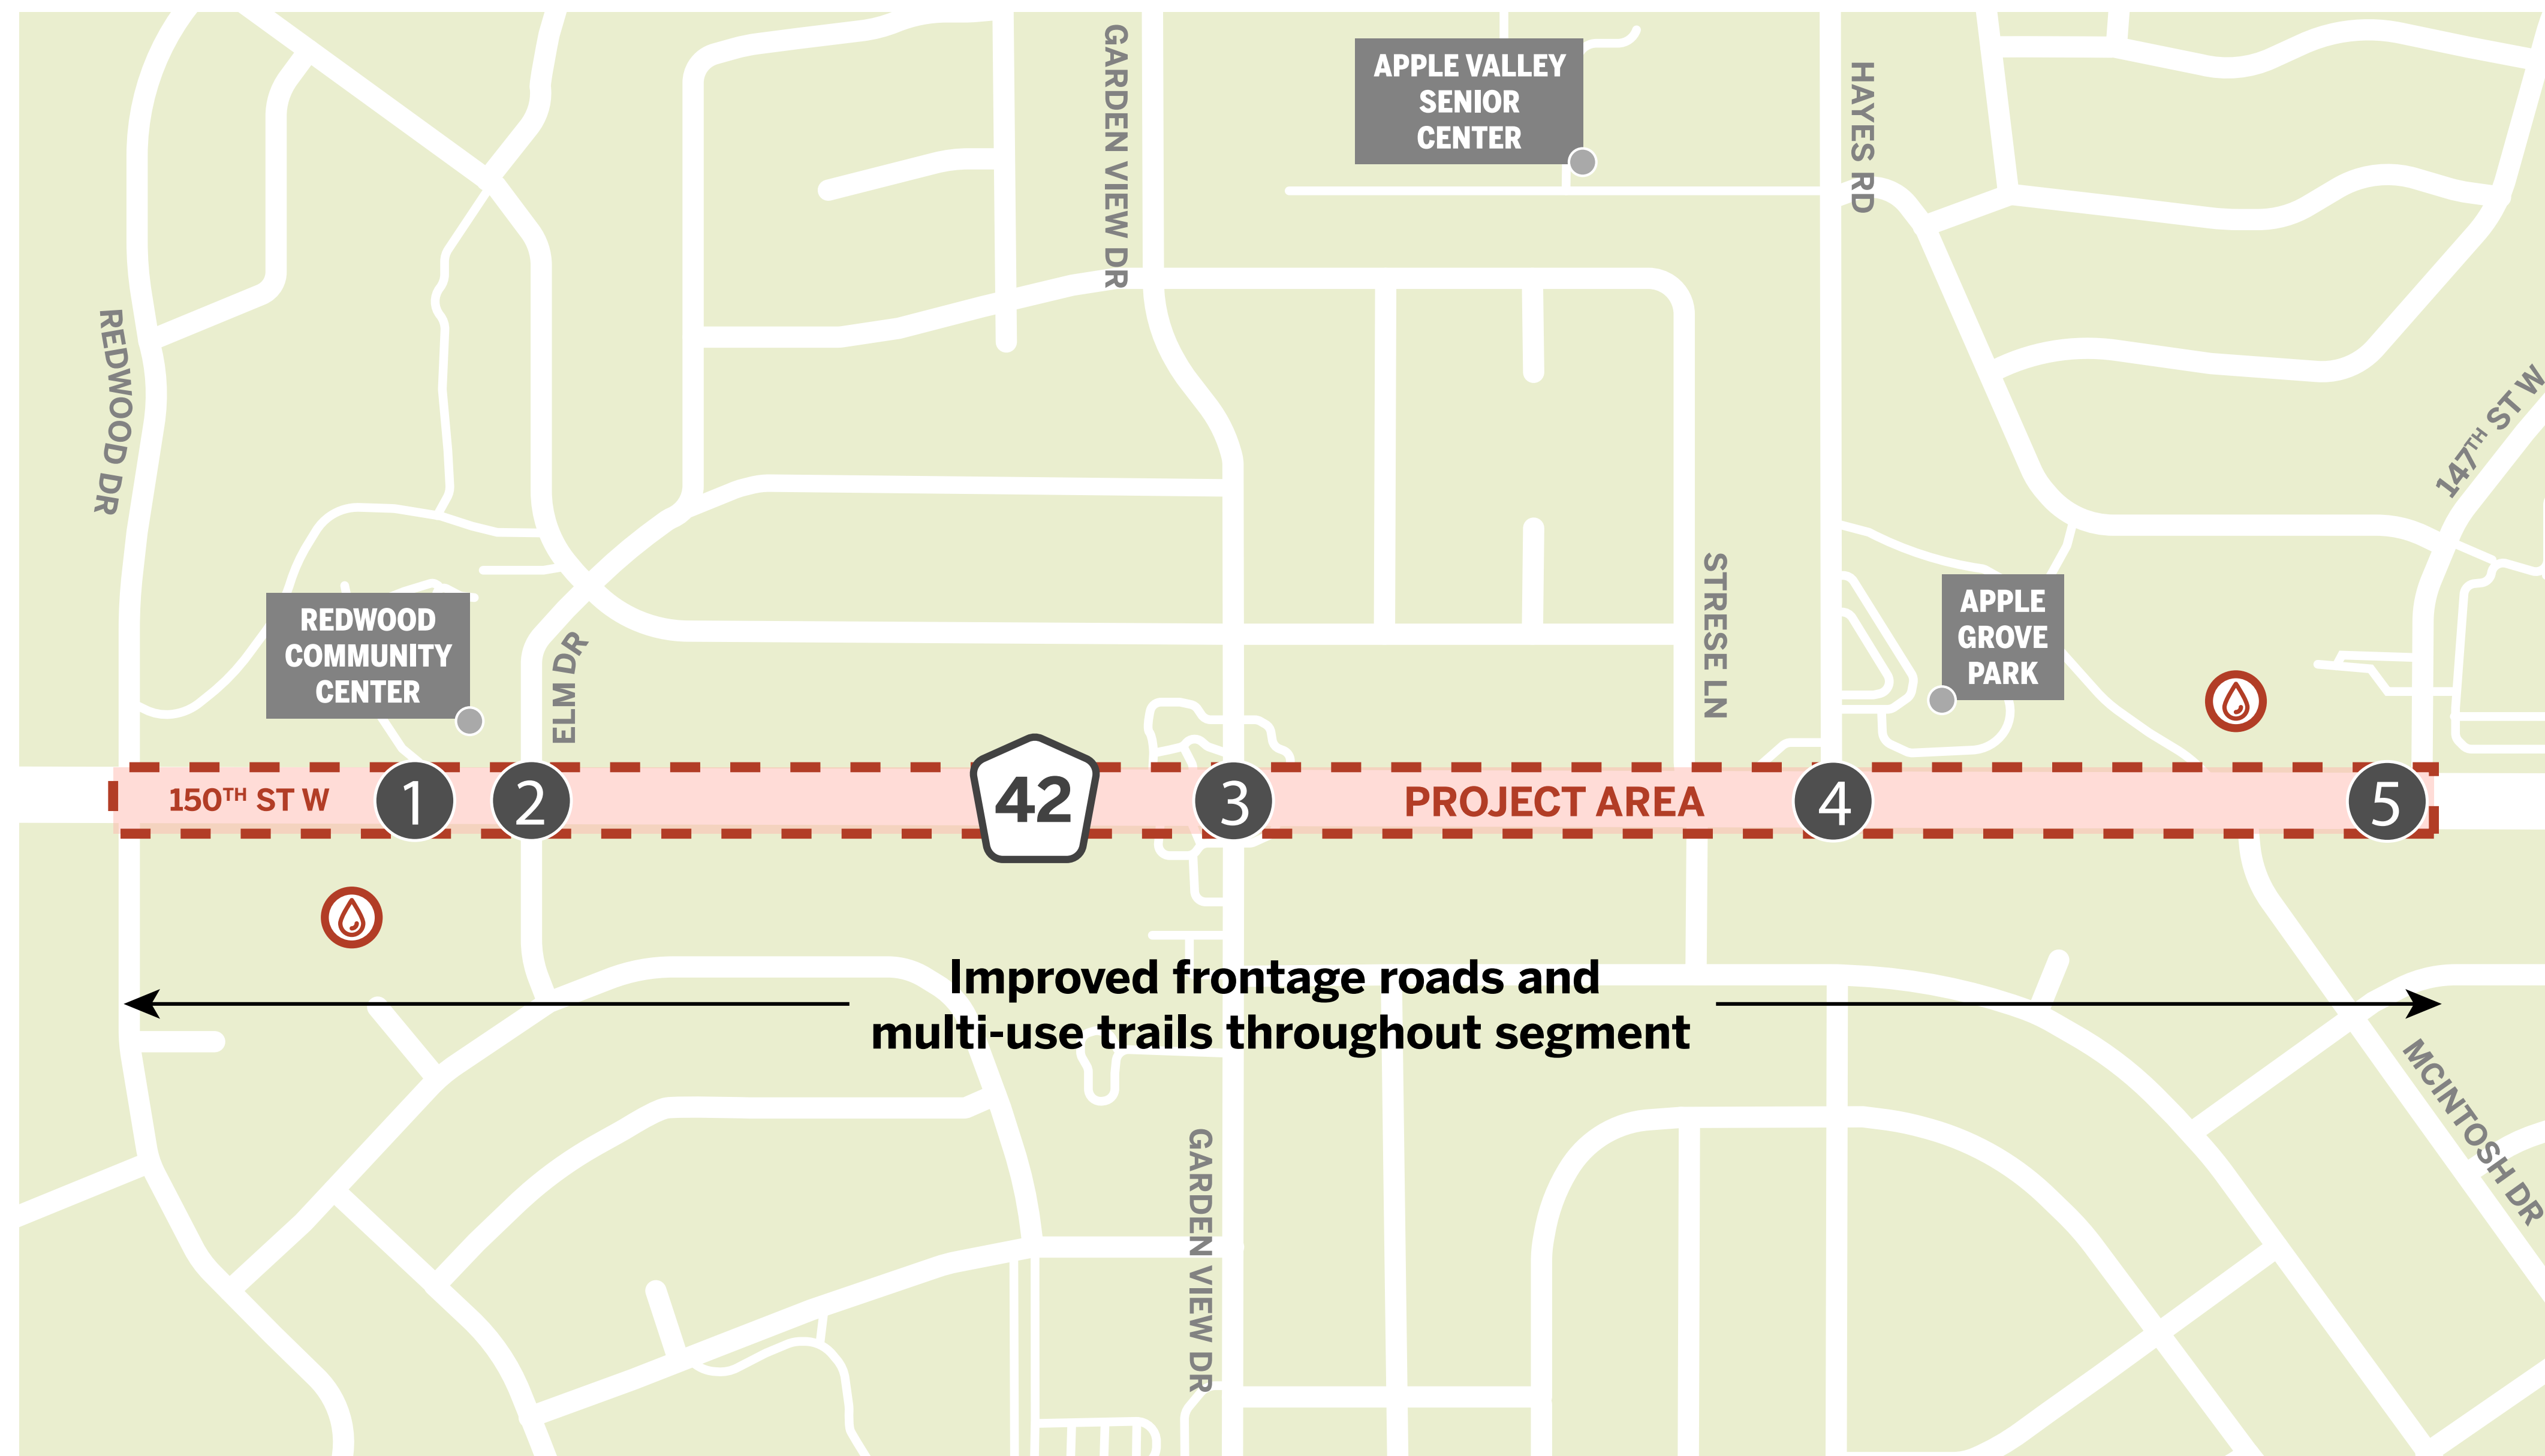 GARDEN VIEW DR
APPLE VALLEY
SENIOR
CENTER
HAYES RD
REDWOOD DR
147TH ST W
STRESE LN
REDWOOD
COMMUNITY
CENTER
ELM DR
APPLE
GROVE
PARK
150TH ST W
1
2
42
3
PROJECT AREA
4
5
Improved frontage roads and
multi-use trails throughout segment
MCINTOSH DR
GARDEN VIEW DR